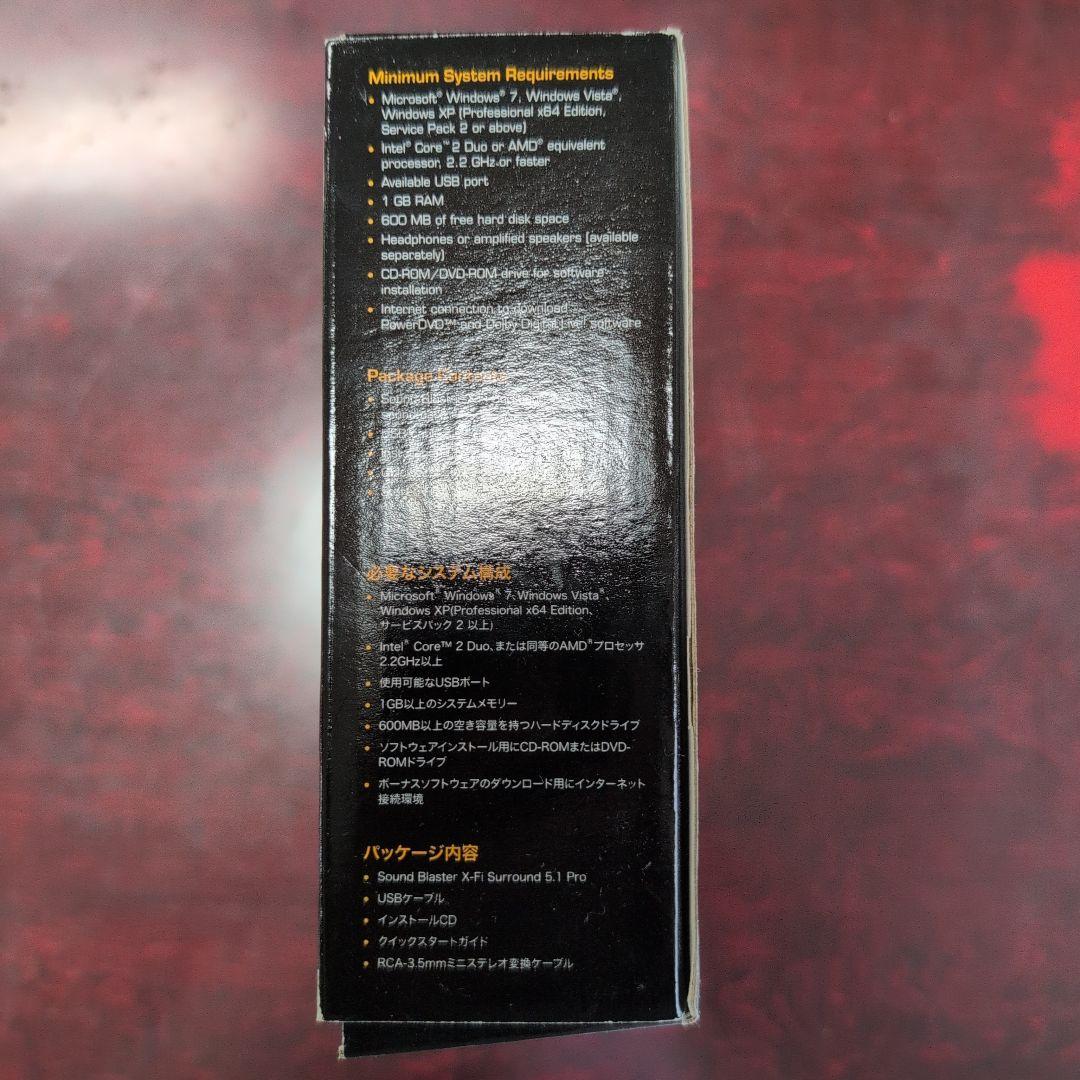 Minimum System Requirements
• Microsoft® Windows® 7, Windows Vista®,
Windows XP (Professional x64 Edition,
Service Pack 2 or above)
• Intel® Core™ 2 Duo or AMD® equivalent
processor, 2.2 GHz or faster
• Available USB port
• 1 GB RAM
• 600 MB of free hard disk space
• Headphones or amplified speakers (available
separately)
• CD-ROM/DVD-ROM drive for software
installation
• Internet connection to download
PowerDVD™ and Dolby Digital Live! software
Package Contents
必要なシステム構成
• Microsoft® Windows® 7、Windows Vista®、
Windows XP(Professional x64 Edition、
サービスパック 2 以上)
• Intel® Core™ 2 Duo、または同等のAMD®プロセッサ
2.2GHz以上
• 使用可能なUSBポート
• 1GB以上のシステムメモリー
• 600MB以上の空き容量を持つハードディスクドライブ
• ソフトウェアインストール用にCD-ROMまたはDVD-
ROMドライブ
• ボーナスソフトウェアのダウンロード用にインターネット
接続環境
パッケージ内容
• Sound Blaster X-Fi Surround 5.1 Pro
• USBケーブル
• インストールCD
• クイックスタートガイド
• RCA-3.5mmミニステレオ変換ケーブル